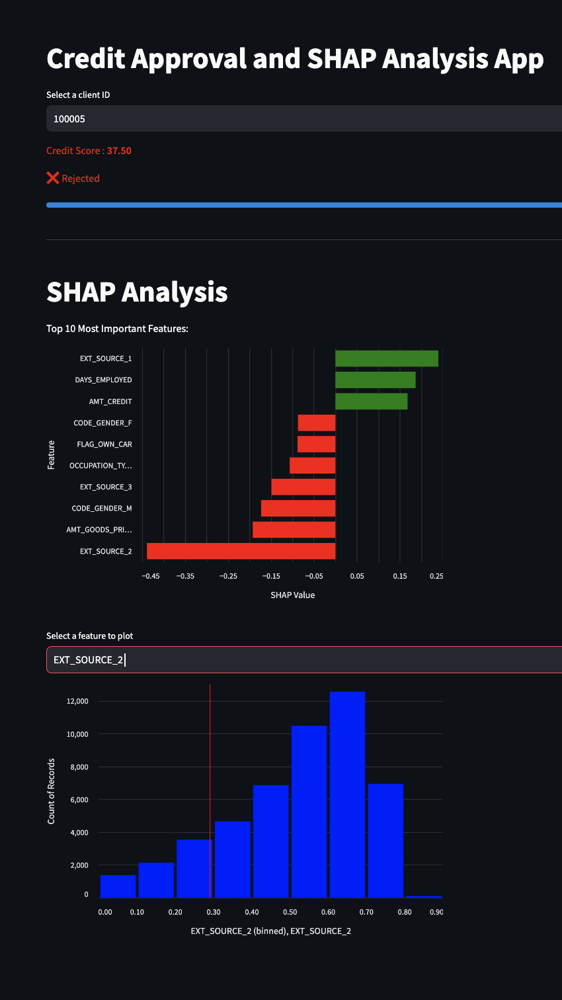 Credit Approval and SHAP Analysis App
Select a client ID
100005
Credit Score : 37.50
❌ Rejected
SHAP Analysis
Top 10 Most Important Features:
EXT_SOURCE_1
DAYS_EMPLOYED
AMT_CREDIT
CODE_GENDER_F
FLAG_OWN_CAR
OCCUPATION_TY…
EXT_SOURCE_3
CODE_GENDER_M
AMT_GOODS_PRI…
EXT_SOURCE_2
Feature
−0.45 −0.35 −0.25 −0.15 −0.05 0.05 0.15 0.25
SHAP Value
Select a feature to plot
EXT_SOURCE_2
12,000
10,000
8,000
6,000
4,000
2,000
0
Count of Records
0.00 0.10 0.20 0.30 0.40 0.50 0.60 0.70 0.80 0.90
EXT_SOURCE_2 (binned), EXT_SOURCE_2